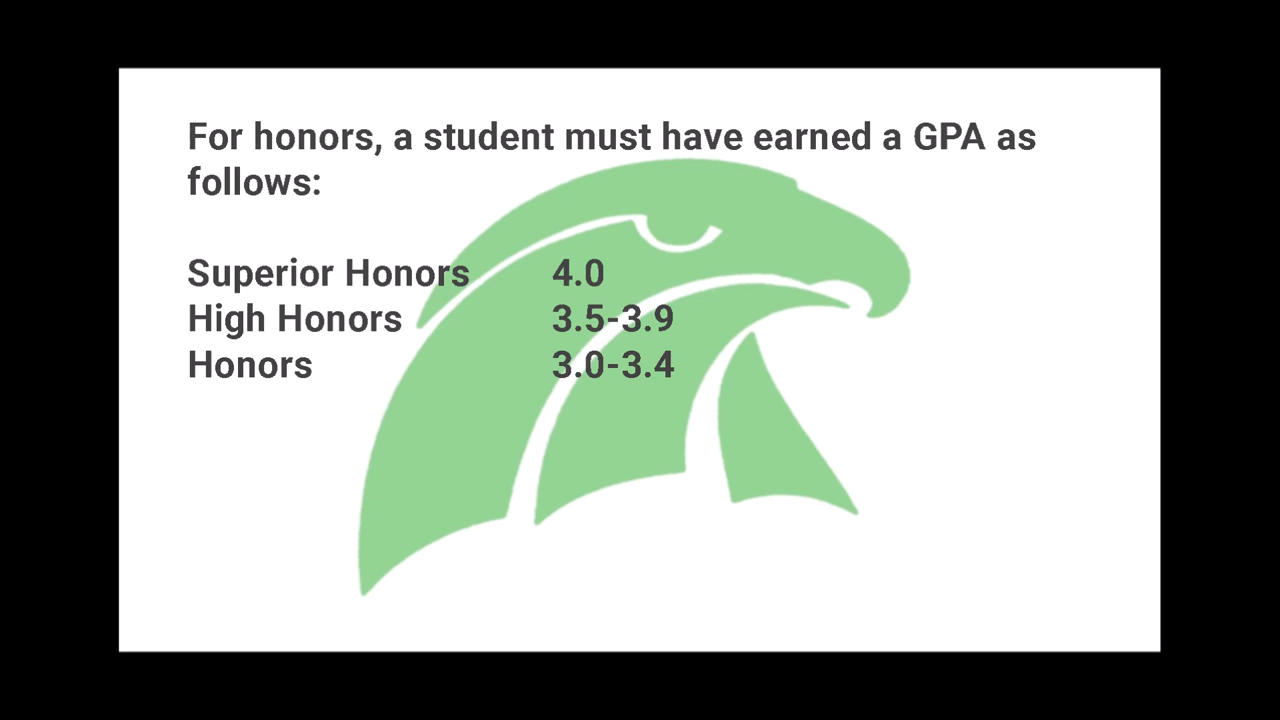 For honors, a student must have earned a GPA as
follows:
Superior Honors 4.0
High Honors 3.5-3.9
Honors 3.0-3.4